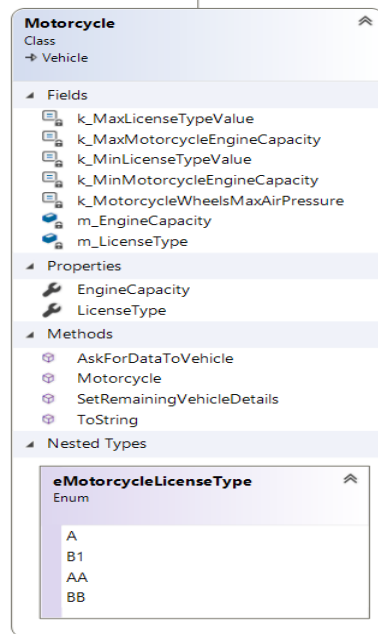 Motorcycle
Class
Vehicle
Fields
k_MaxLicenseTypeValue
k_MaxMotorcycleEngineCapacity
k_MinLicenseTypeValue
k_MinMotorcycleEngineCapacity
k_MotorcycleWheelsMaxAirPressure
m_EngineCapacity
m_LicenseType
Properties
EngineCapacity
LicenseType
Methods
AskForDataToVehicle
Motorcycle
SetRemainingVehicleDetails
ToString
Nested Types
eMotorcycleLicenseType
Enum
A
B1
AA
BB